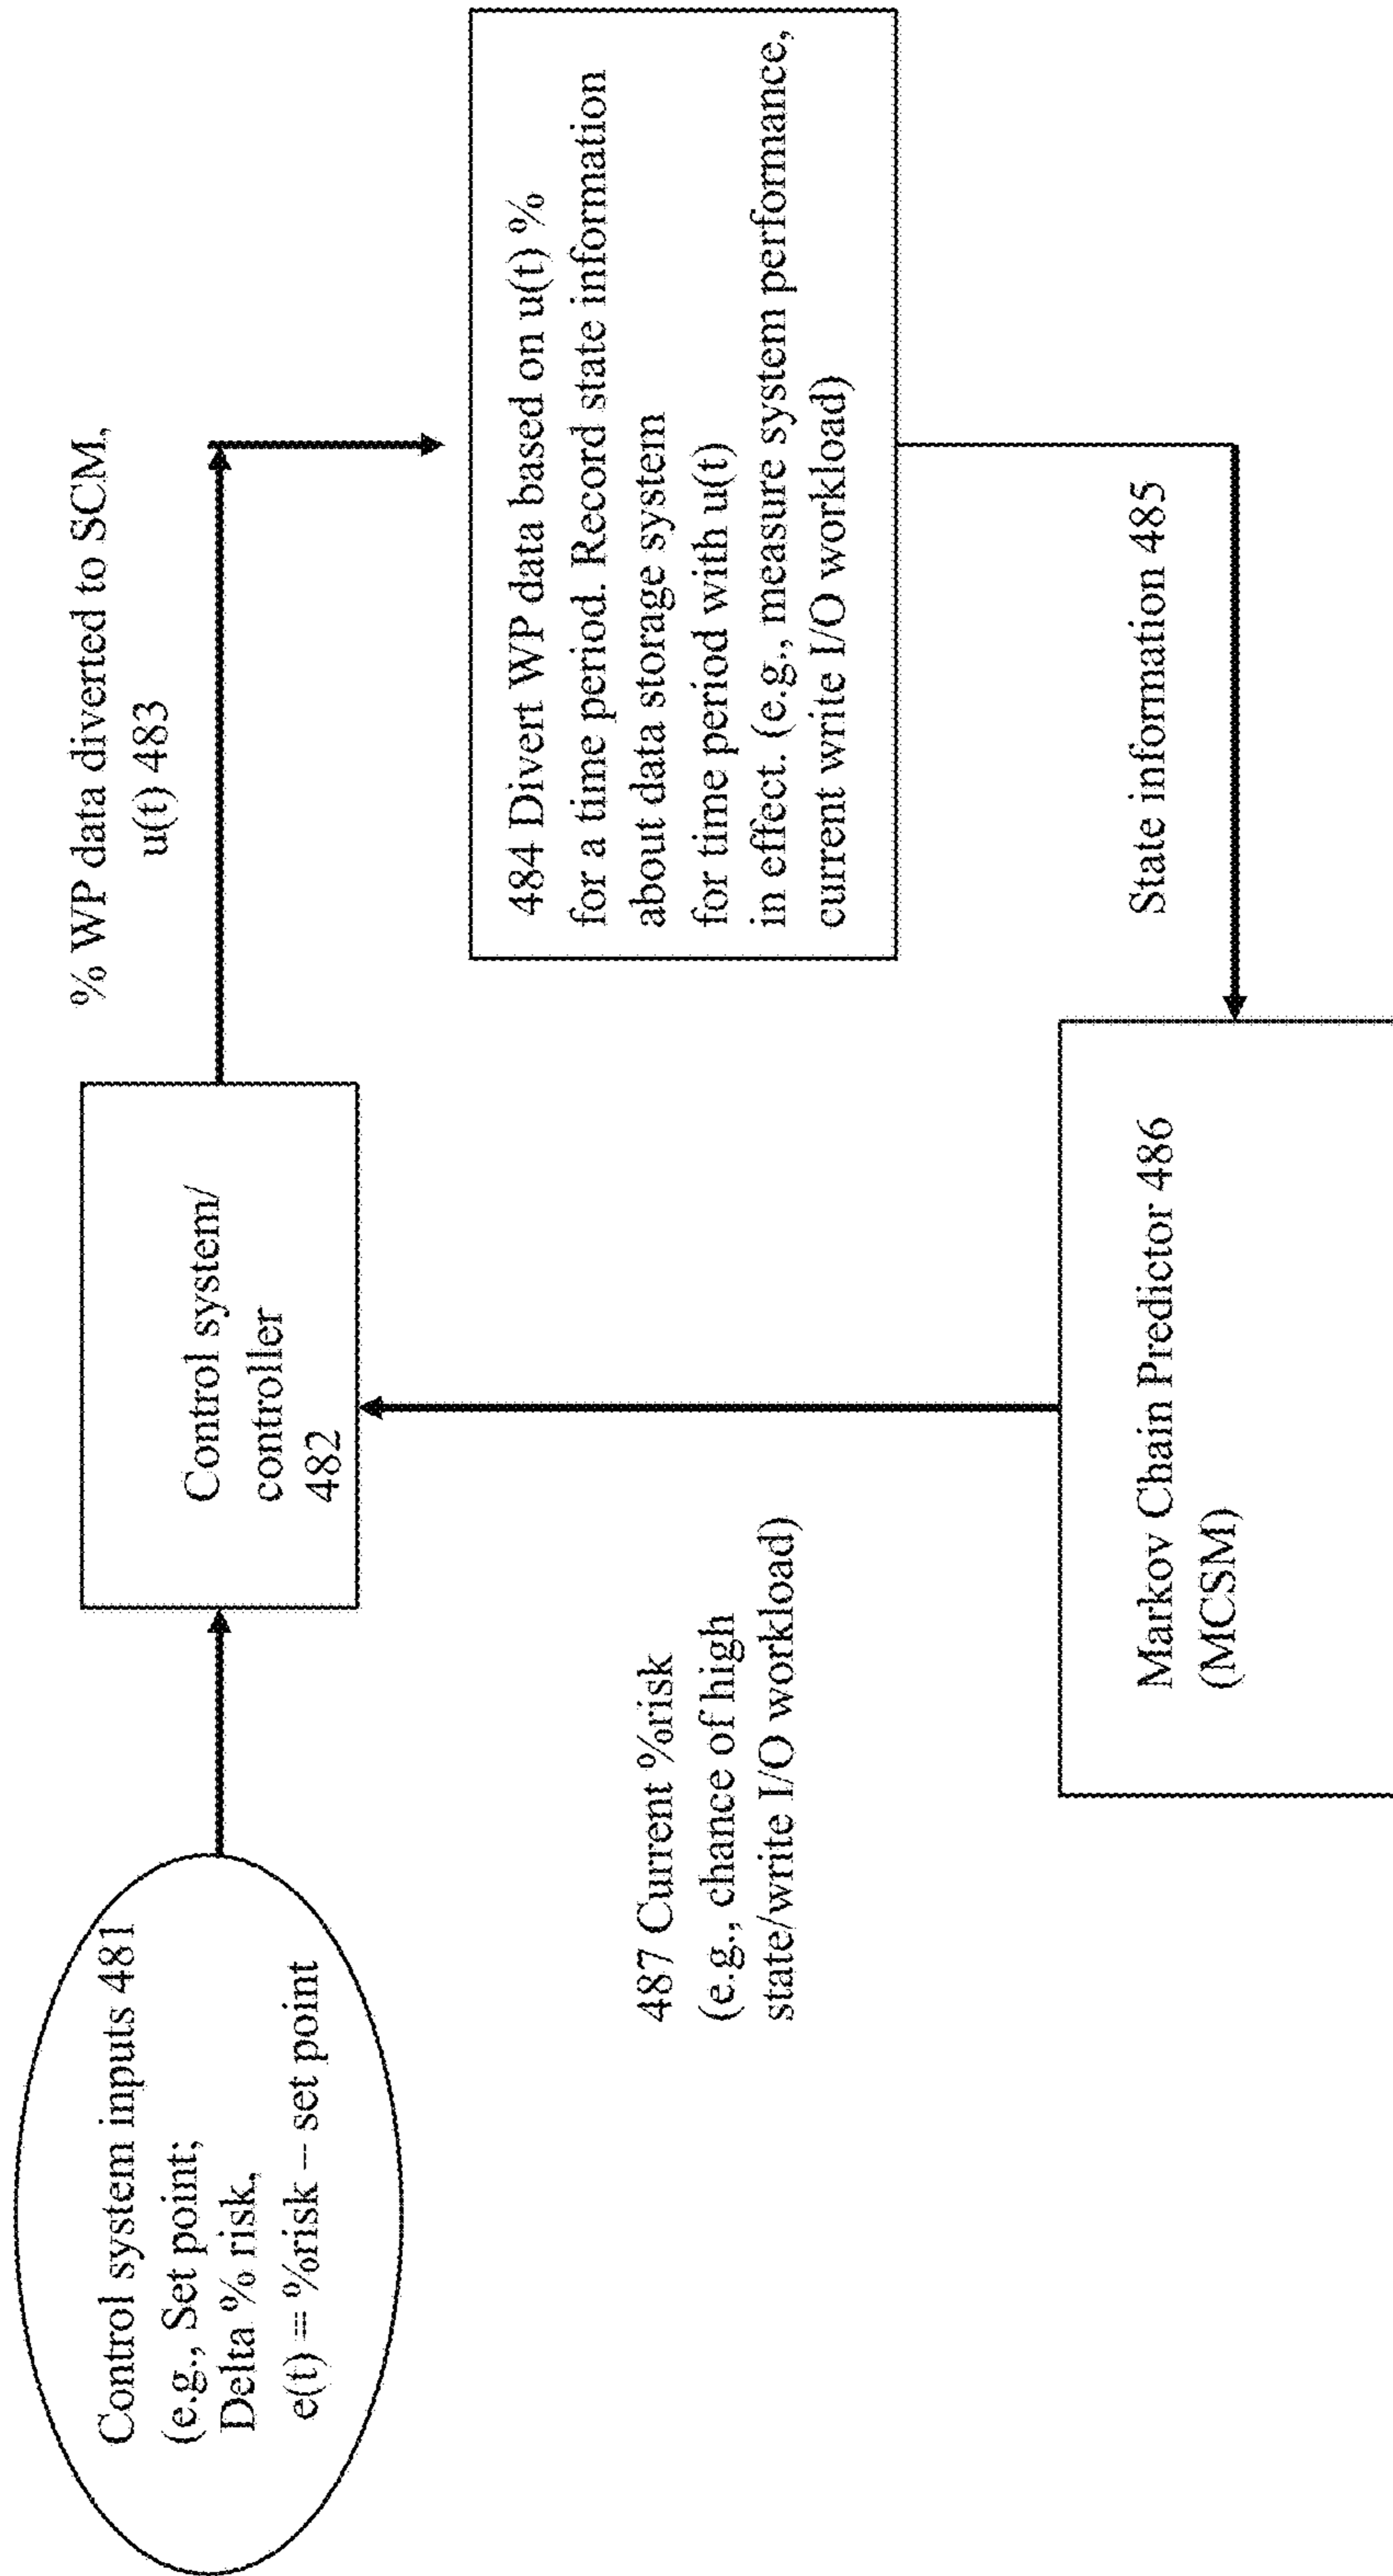 Control system inputs 481
(e.g., Set point;
Delta % risk,
e(t) = %risk – set point
Control system/
controller
482
% WP data diverted to SCM,
u(t) 483
484 Divert WP data based on u(t) %
for a time period. Record state information
about data storage system
for time period with u(t)
in effect. (e.g., measure system performance,
current write I/O workload)
State information 485
Markov Chain Predictor 486
(MCSM)
487 Current %risk
(e.g., chance of high
state/write I/O workload)